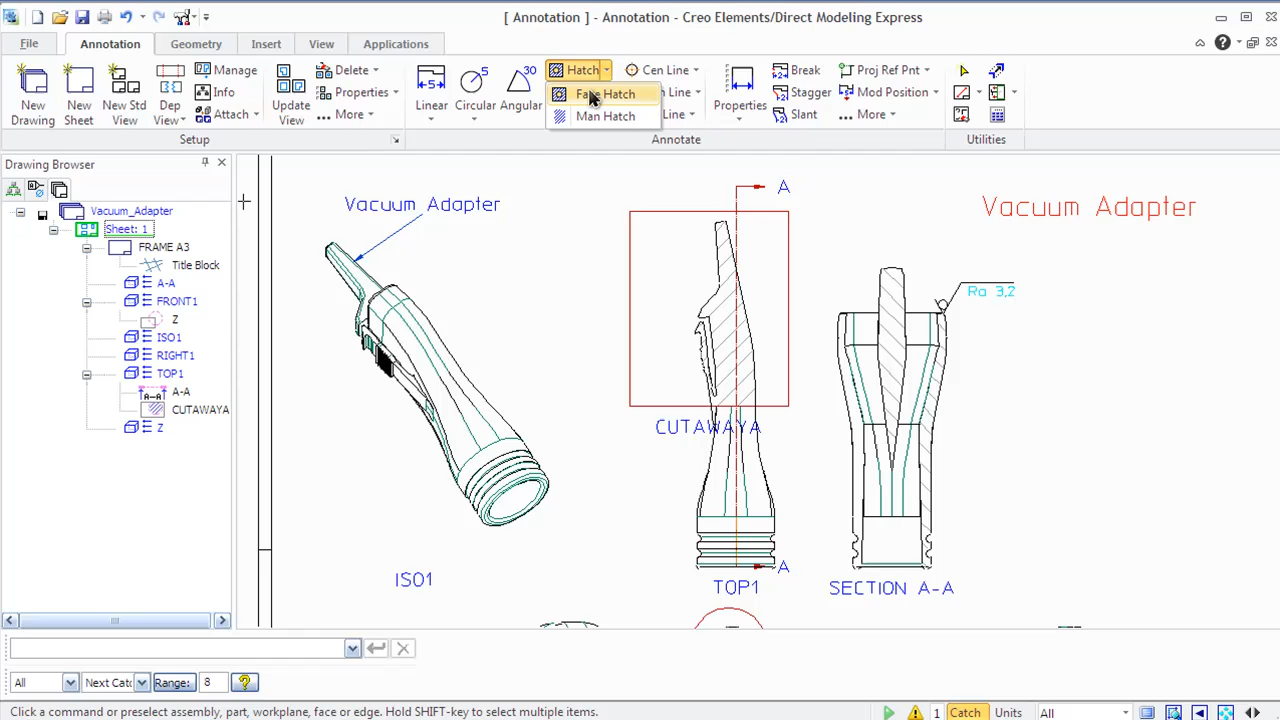 [ Annotation ] - Annotation - Creo Elements/Direct Modeling Express
File
Annotation
Geometry
Insert
View
Applications
New Drawing
New Sheet
New Std View
Dep View
Manage
Info
Attach
Setup
Update View
Delete
Properties
More
5
Linear
5
Circular
30
Angular
Hatch
Face Hatch
Man Hatch
Cen Line
Line
Line
Annotate
Properties
Break
Stagger
Slant
Proj Ref Pnt
Mod Position
More
Utilities
Drawing Browser
Vacuum_Adapter
Sheet: 1
FRAME A3
Title Block
A-A
FRONT1
Z
ISO1
RIGHT1
TOP1
A-A
CUTAWAYA
Z
Vacuum Adapter
A
CUTAWAYA
A
TOP1
ISO1
Ra 3,2
SECTION A-A
Vacuum Adapter
All
Next Catc
Range:
8
Click a command or preselect assembly, part, workplane, face or edge. Hold SHIFT-key to select multiple items.
1
Catch
Units
All